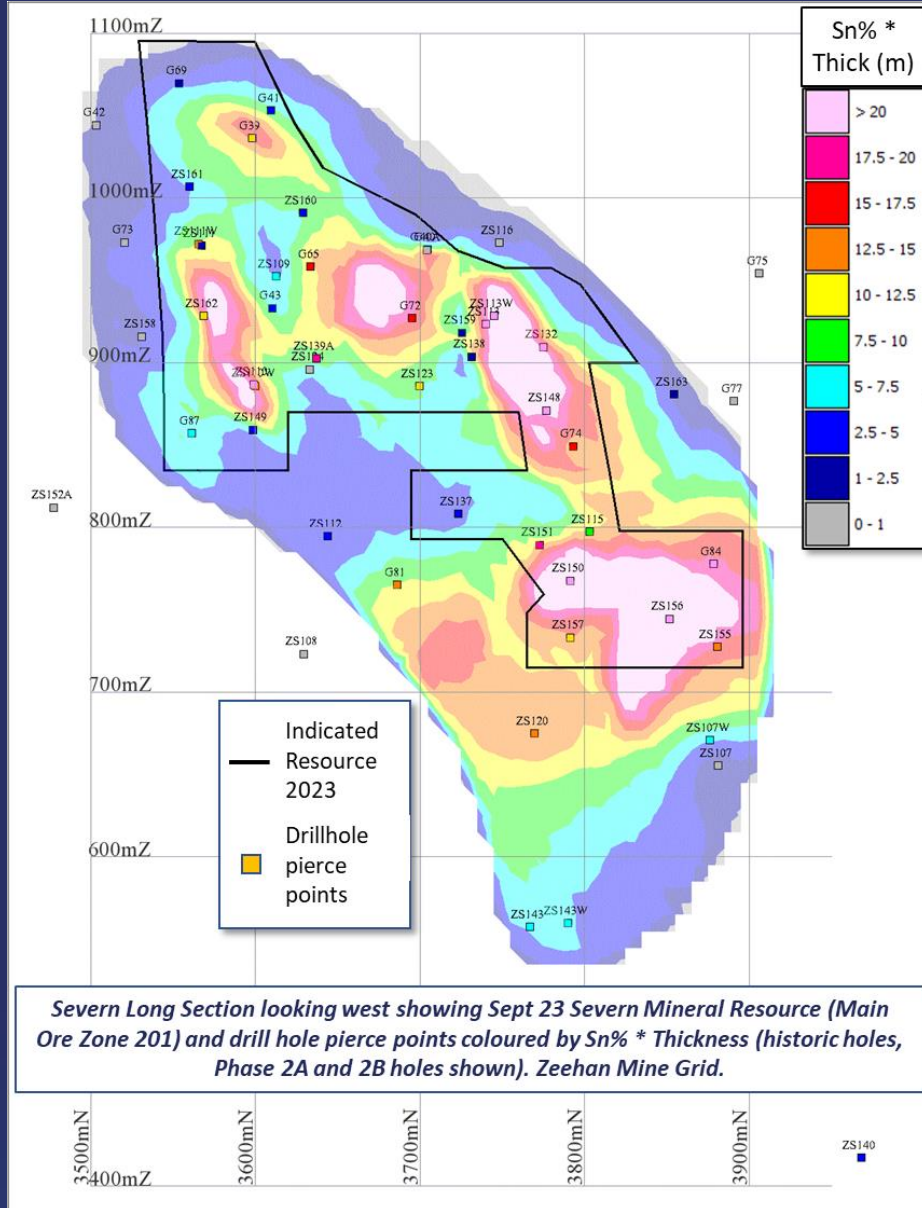 1100mZ
Sn% *
Thick (m)
> 20
17.5 - 20
15 - 17.5
12.5 - 15
10 - 12.5
7.5 - 10
5 - 7.5
2.5 - 5
1 - 2.5
0 - 1
G69
G41
G42
G39
ZS161
1000mZ
ZS160
G73
ZS116
G65
G75
ZS109
G43
ZS162
G72
ZS113W
ZS159
ZS158
ZS132
ZS138
900mZ
ZS139A
ZS123
ZS163
G77
ZS148
G87
ZS149
G74
ZS152A
800mZ
ZS137
ZS115
ZS112
ZS151
G84
G81
ZS150
ZS156
ZS157
ZS155
ZS108
700mZ
ZS120
ZS107W
ZS107
Indicated
Resource
2023
Drillhole
pierce
points
600mZ
ZS143
ZS143W
Severn Long Section looking west showing Sept 23 Severn Mineral Resource (Main
Ore Zone 201) and drill hole pierce points coloured by Sn% * Thickness (historic holes,
Phase 2A and 2B holes shown). Zeehan Mine Grid.
3500mN
3600mN
3700mN
3800mN
3900mN
ZS140
400mZ